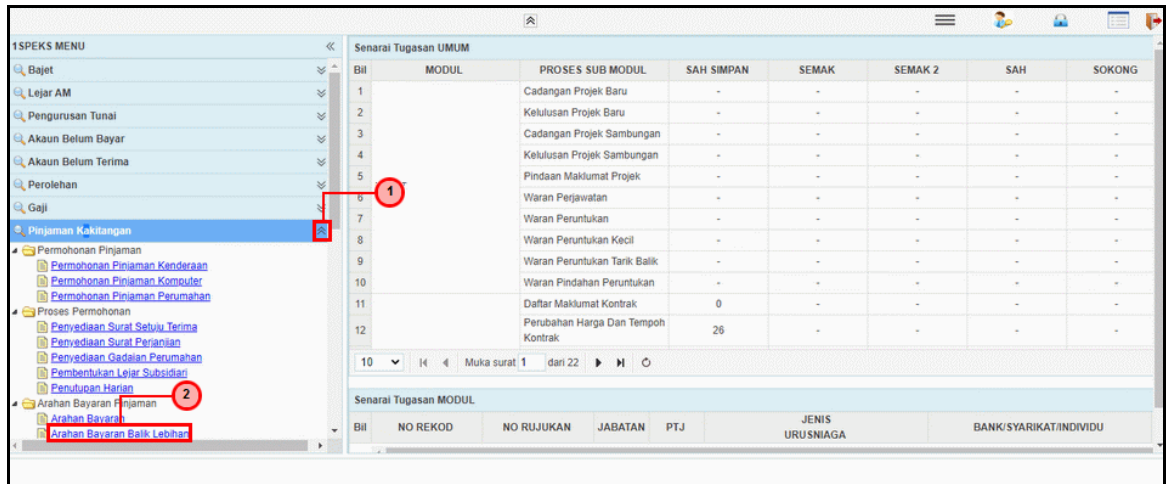 1SPEKS MENU
Bajet
Lejar AM
Pengurusan Tunai
Akaun Belum Bayar
Akaun Belum Terima
Perolehan
Gaji
Pinjaman Kakitangan
Permohonan Pinjaman
Permohonan Pinjaman Kenderaan
Permohonan Pinjaman Komputer
Permohonan Pinjaman Perumahan
Proses Permohonan
Penyediaan Surat Setuju Terima
Penyediaan Surat Perjanjian
Penyediaan Gadaian Perumahan
Pembentukan Lejar Subsidiari
Penutupan Harian
Arahan Bayaran Pinjaman
Arahan Bayaran
Arahan Bayaran Balik Lebihan
1
2
Senarai Tugasan UMUM
Bil MODUL PROSES SUB MODUL SAH SIMPAN SEMAK SEMAK 2 SAH SOKONG
1 Cadangan Projek Baru - - - - -
2 Kelulusan Projek Baru - - - - -
3 Cadangan Projek Sambungan - - - - -
4 Kelulusan Projek Sambungan - - - - -
5 Pindaan Maklumat Projek - - - - -
6 Waran Perjawatan - - - - -
7 Waran Peruntukan - - - - -
8 Waran Peruntukan Kecil - - - - -
9 Waran Peruntukan Tarik Balik - - - - -
10 Waran Pindahan Peruntukan - - - - -
11 Daftar Maklumat Kontrak 0 - - - -
12 Perubahan Harga Dan Tempoh Kontrak 26 - - - -
10 Muka surat 1 dari 22
Senarai Tugasan MODUL
Bil NO REKOD NO RUJUKAN JABATAN PTJ JENIS URUSNIAGA BANK/SYARIKAT/INDIVIDU